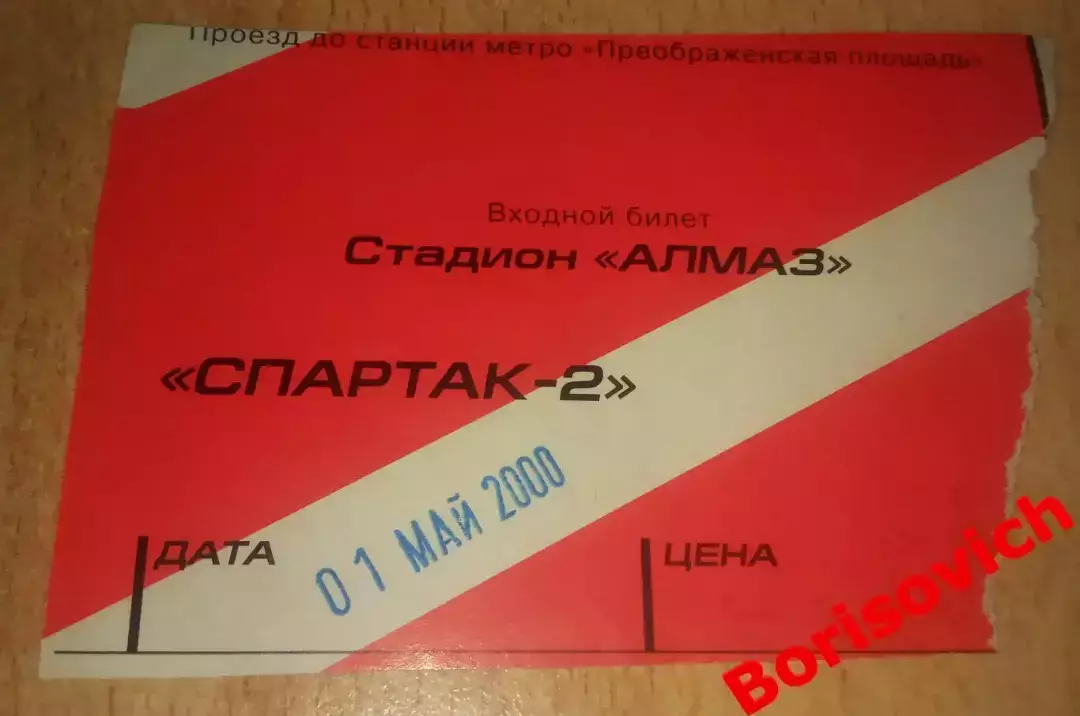 Проезд до станции метро «Преображенская площадь»
Входной билет
Стадион «АЛМАЗ»
«СПАРТАК-2»
01 МАЙ 2000
ДАТА
ЦЕНА
Borisovich